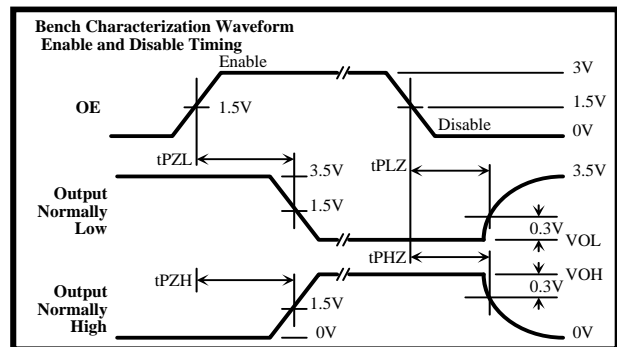 Bench Characterization Waveform
Enable and Disable Timing
Enable
3V
OE
1.5V
1.5V
Disable
0V
tPZL
3.5V
tPLZ
3.5V
Output
Normally
Low
1.5V
0.3V
VOL
tPZH
tPHZ
VOH
0.3V
Output
Normally
High
1.5V
0V
0V